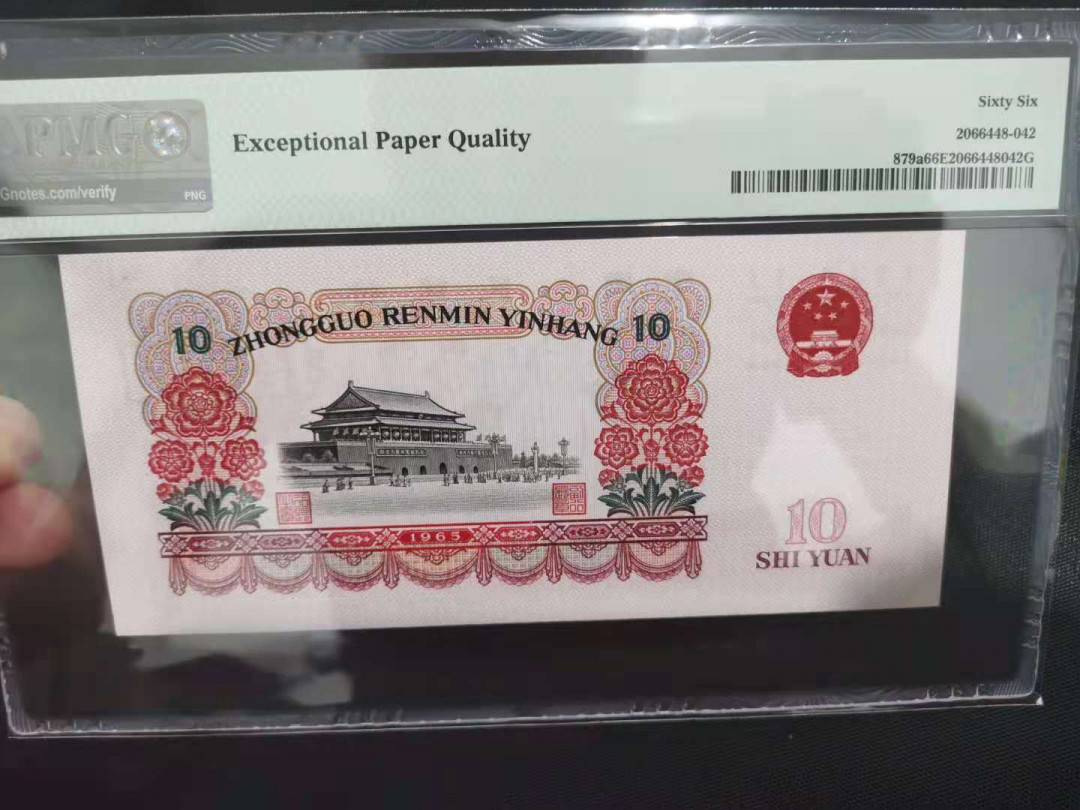 Sixty Six
PMG
Exceptional Paper Quality
2066448-042
879a66E2066448042G
Gnotes.com/verify
PNG
10 ZHONGGUO RENMIN YINHANG 10
1965
10
SHI YUAN